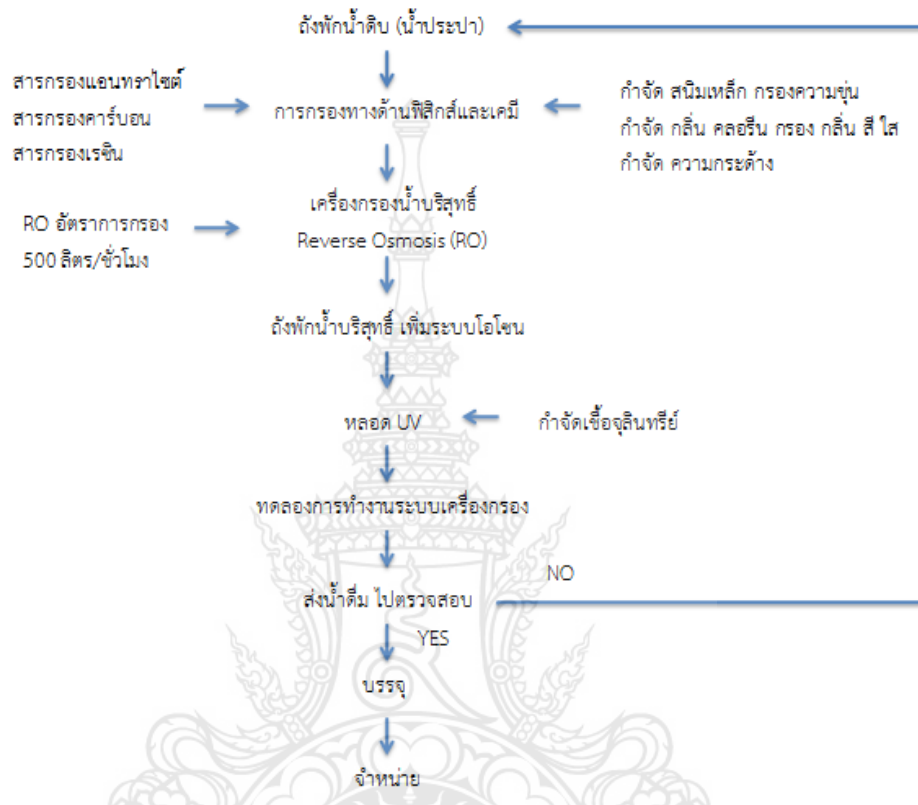 ถังพักน้ำดิบ (น้ำประปา)
สารกรองแอนทราไซต์
สารกรองคาร์บอน
สารกรองเรซิน
การกรองทางด้านฟิสิกส์และเคมี
กำจัด สนิมเหล็ก กรองความขุ่น
กำจัด กลิ่น คลอรีน กรอง กลิ่น สี ใส
กำจัด ความกระด้าง
RO อัตราการกรอง
500 ลิตร/ชั่วโมง
เครื่องกรองน้ำบริสุทธิ์
Reverse Osmosis (RO)
ถังพักน้ำบริสุทธิ์ เพิ่มระบบโอโซน
หลอด UV
กำจัดเชื้อจุลินทรีย์
ทดลองการทำงานระบบเครื่องกรอง
ส่งน้ำดื่ม ไปตรวจสอบ
NO
YES
บรรจุ
จำหน่าย